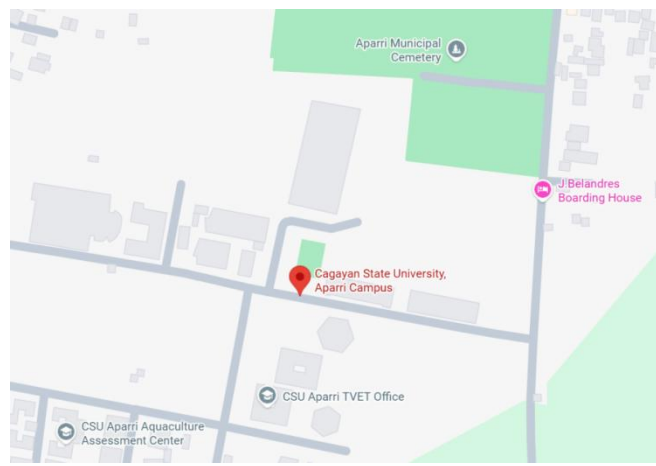 Aparri Municipal
Cemetery
J Belandres
Boarding House
Cagayan State University,
Aparri Campus
CSU Aparri TVET Office
CSU Aparri Aquaculture
Assessment Center